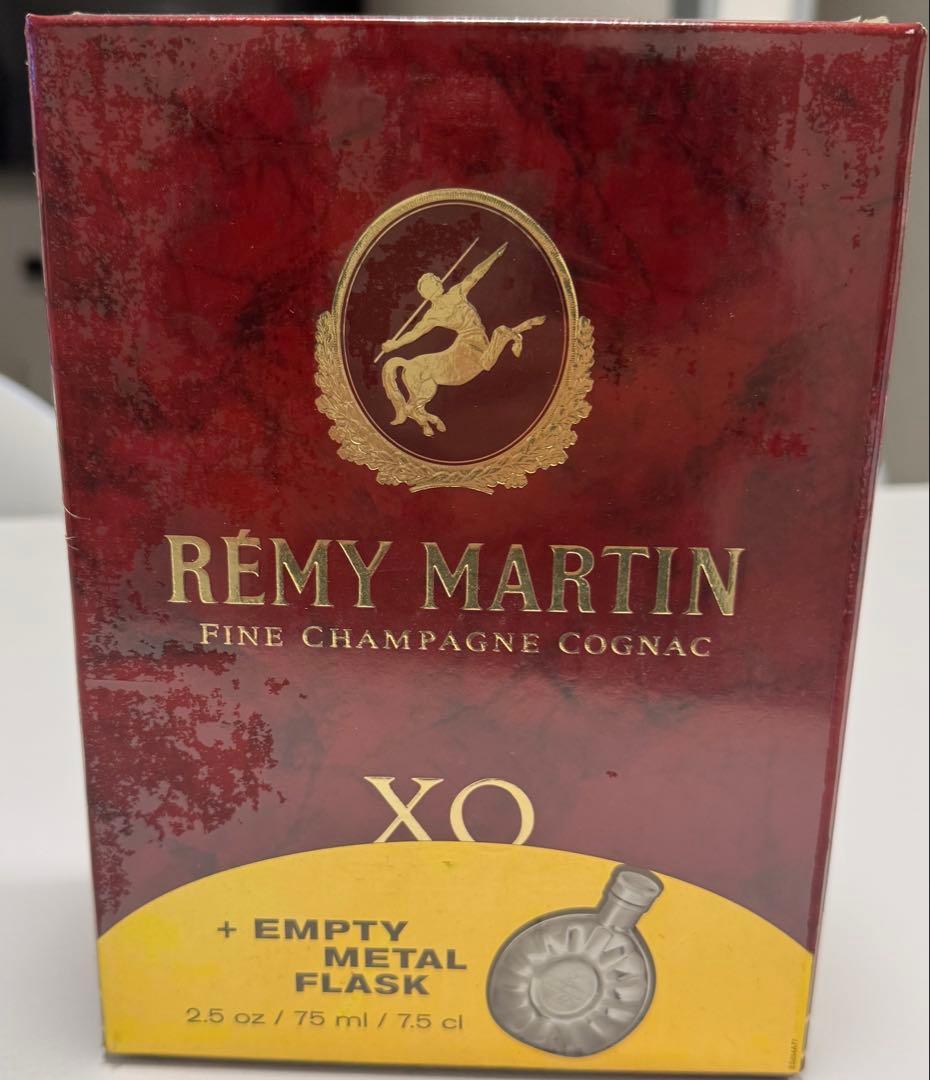 RÉMY MARTIN
FINE CHAMPAGNE COGNAC
XO
+ EMPTY
METAL
FLASK
2.5 oz / 75 ml / 7.5 cl